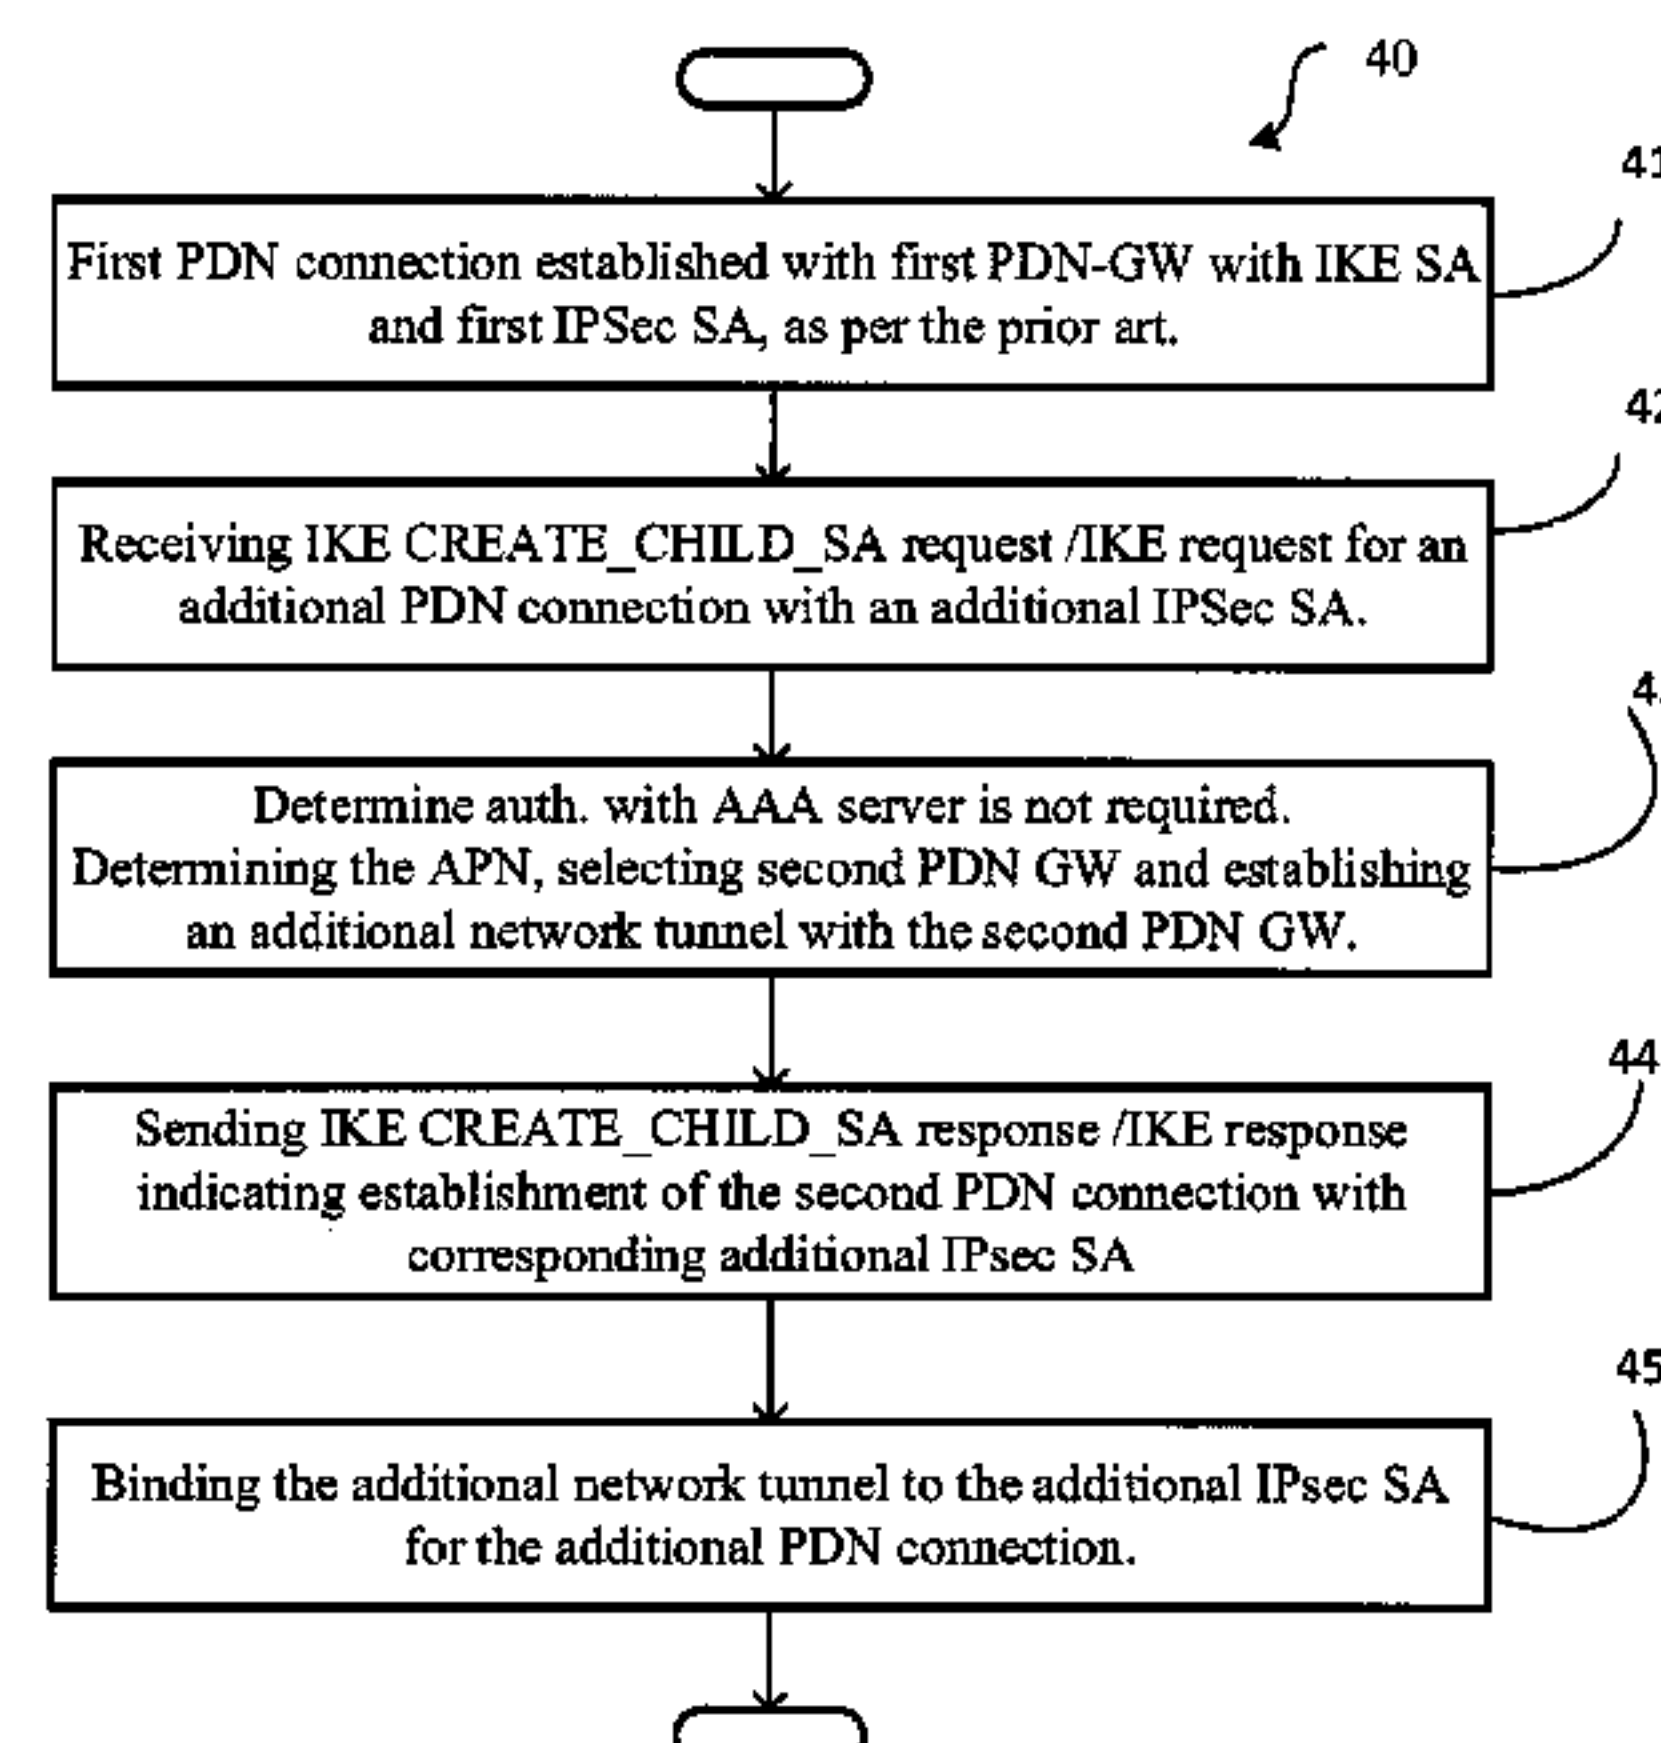 40
41
First PDN connection established with first PDN-GW with IKE SA
and first IPSec SA, as per the prior art.
42
Receiving IKE CREATE_CHILD_SA request /IKE request for an
additional PDN connection with an additional IPSec SA.
Determine auth. with AAA server is not required.
Determining the APN, selecting second PDN GW and establishing
an additional network tunnel with the second PDN GW.
44
Sending IKE CREATE_CHILD_SA response /IKE response
indicating establishment of the second PDN connection with
corresponding additional IPsec SA
45
Binding the additional network tunnel to the additional IPsec SA
for the additional PDN connection.